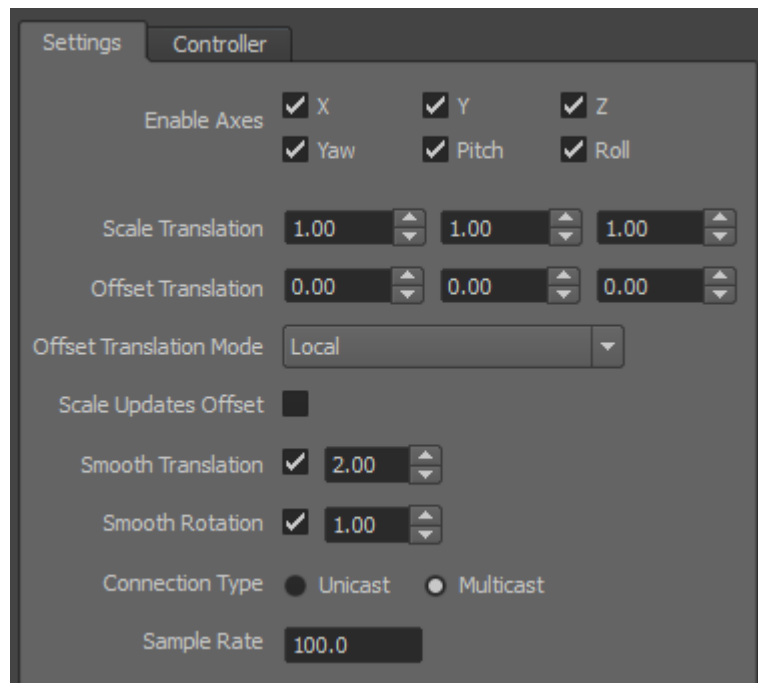 Settings Controller
Enable Axes X Y Z
Yaw Pitch Roll
Scale Translation 1.00 1.00 1.00
Offset Translation 0.00 0.00 0.00
Offset Translation Mode Local
Scale Updates Offset
Smooth Translation 2.00
Smooth Rotation 1.00
Connection Type Unicast Multicast
Sample Rate 100.0